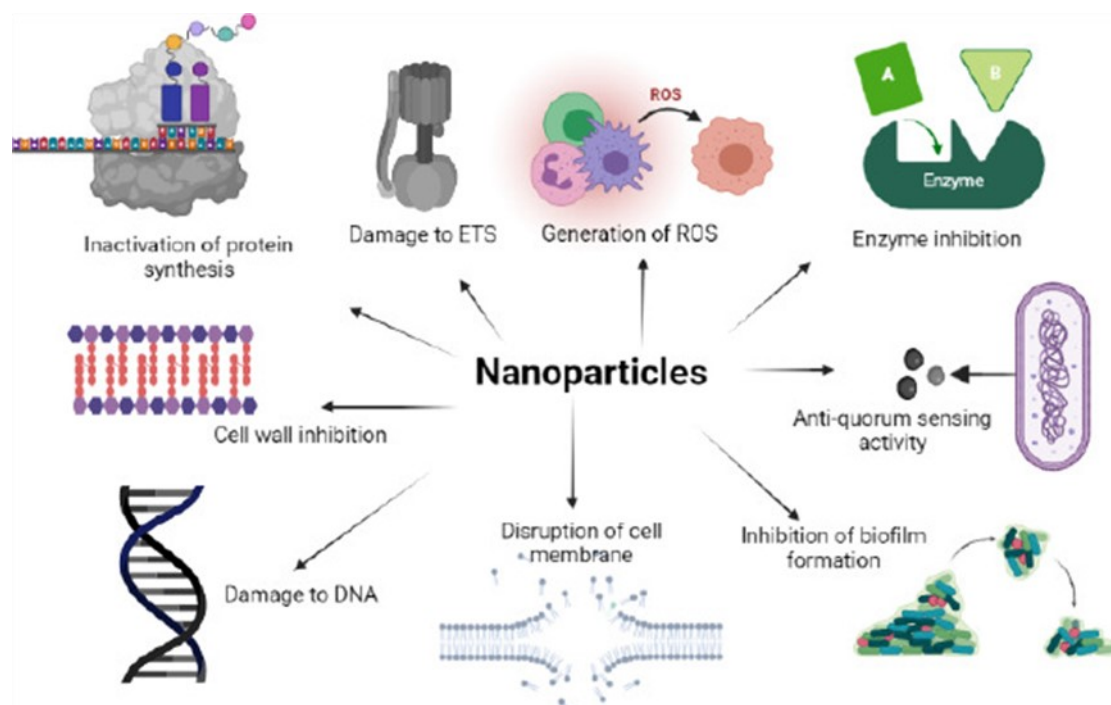 ROS
A
B
Enzyme
Inactivation of protein
synthesis
Damage to ETS
Generation of ROS
Enzyme inhibition
Nanoparticles
Cell wall inhibition
Anti-quorum sensing
activity
Disruption of cell
membrane
Inhibition of biofilm
formation
Damage to DNA